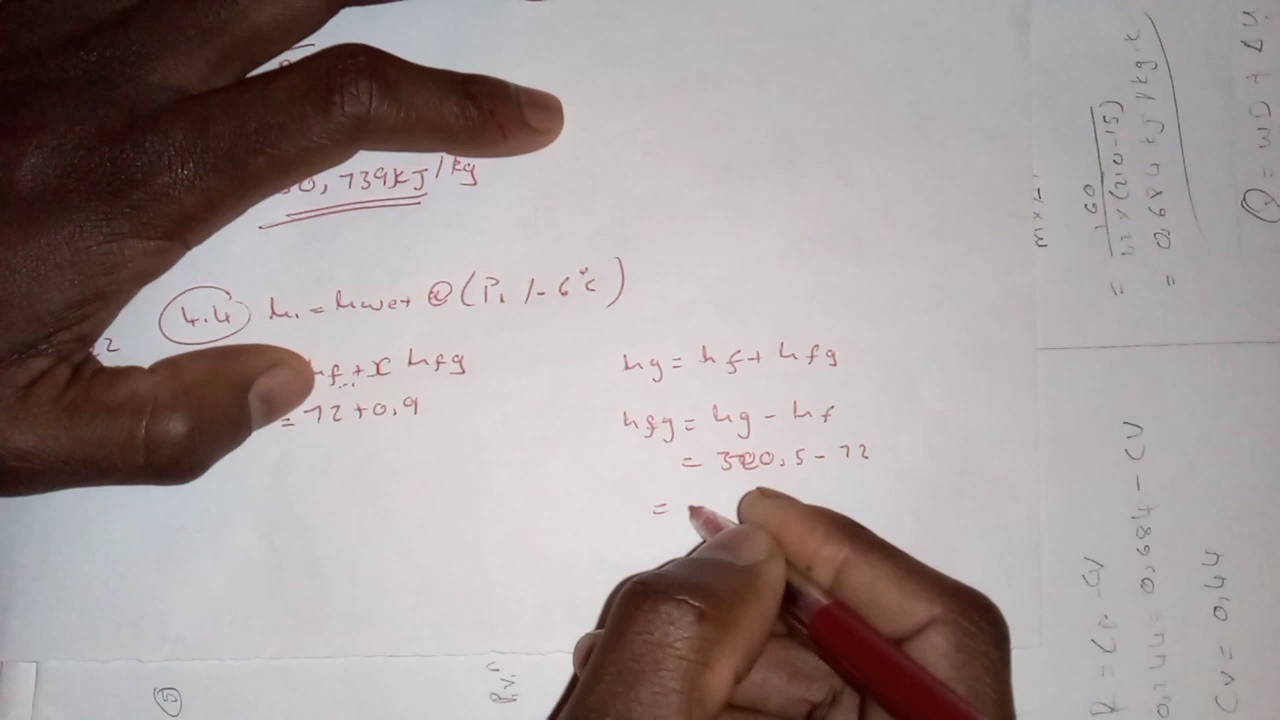 0,739kJ/kg
4.4 h₁ = hwet @ (P₁ /-6°C)
hf + x hfg
= 72+0,9
hg = hf + hfg
hfg = hg - hf
= 320,5 - 72
=
5
P,V,
160
1,2 x (210-15)
=
= 0,684 kJ/kg.K
Q = WD + ΔU
R = Cp - CV
0,244 = 0,684 - CV
CV = 0,44